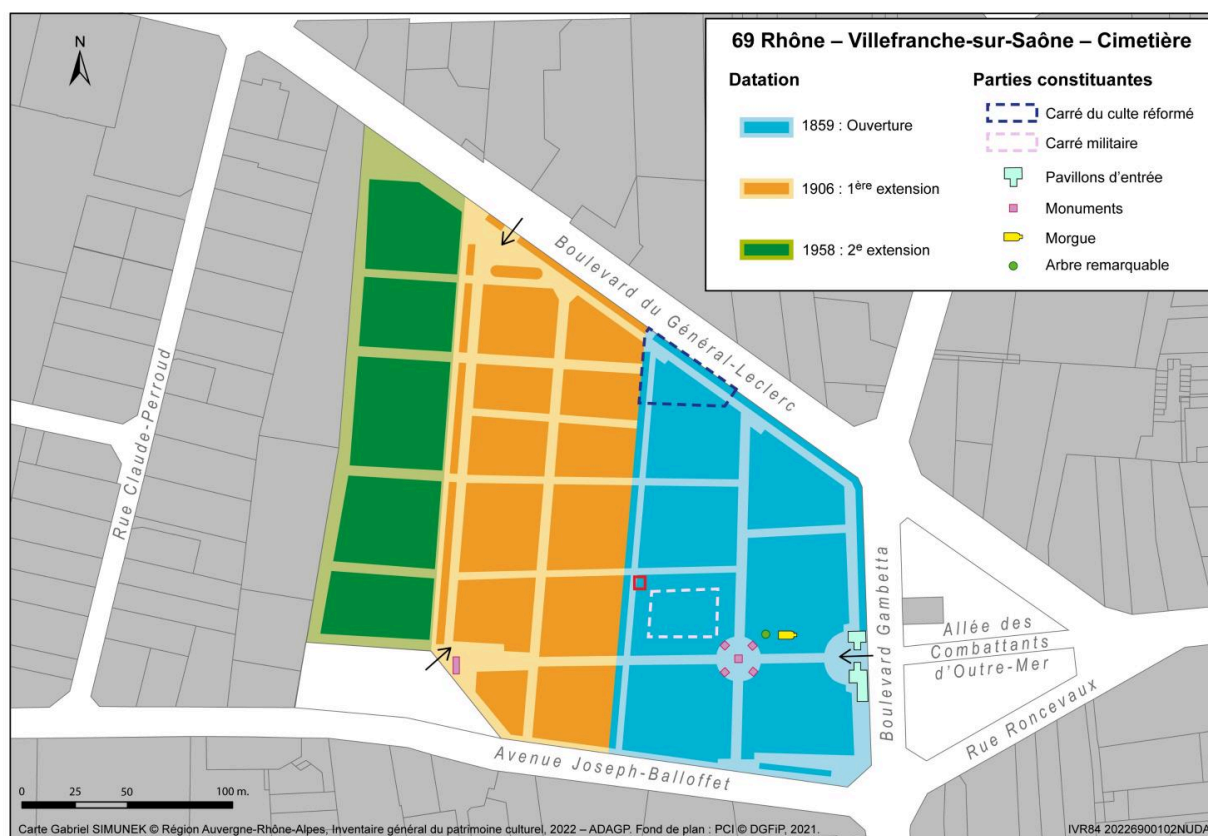 69 Rhône – Villefranche-sur-Saône – Cimetière
Datation
1859 : Ouverture
1906 : 1ère extension
1958 : 2e extension
Parties constituantes
Carré du culte réformé
Carré militaire
Pavillons d'entrée
Monuments
Morgue
Arbre remarquable
N
Boulevard du Général-Leclerc
Rue Claude-Perroud
Boulevard Gambetta
Allée des
Combattants
d'Outre-Mer
Rue Roncevaux
Avenue Joseph-Balloffet
0 25 50 100 m.
Carte Gabriel SIMUNEK © Région Auvergne-Rhône-Alpes, Inventaire général du patrimoine culturel, 2022 – ADAGP. Fond de plan : PCI © DGFiP, 2021.
IVR84 20226900102NUDA